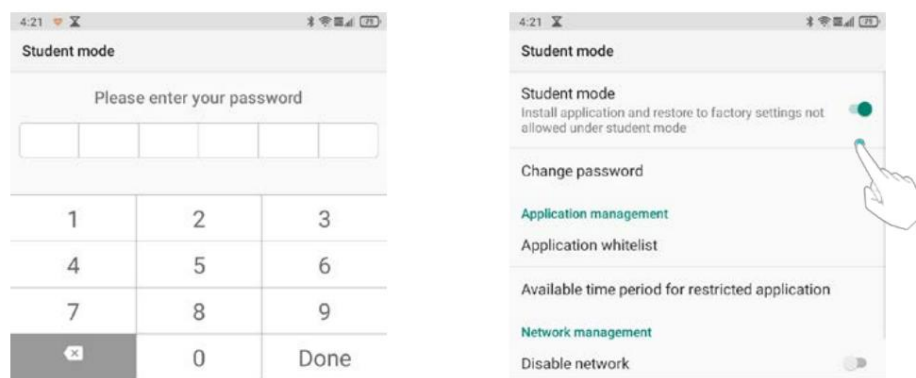 4:21
71
Student mode
Please enter your password
1 2 3
4 5 6
7 8 9
0 Done
4:21
71
Student mode
Student mode
Install application and restore to factory settings not
allowed under student mode
Change password
Application management
Application whitelist
Available time period for restricted application
Network management
Disable network